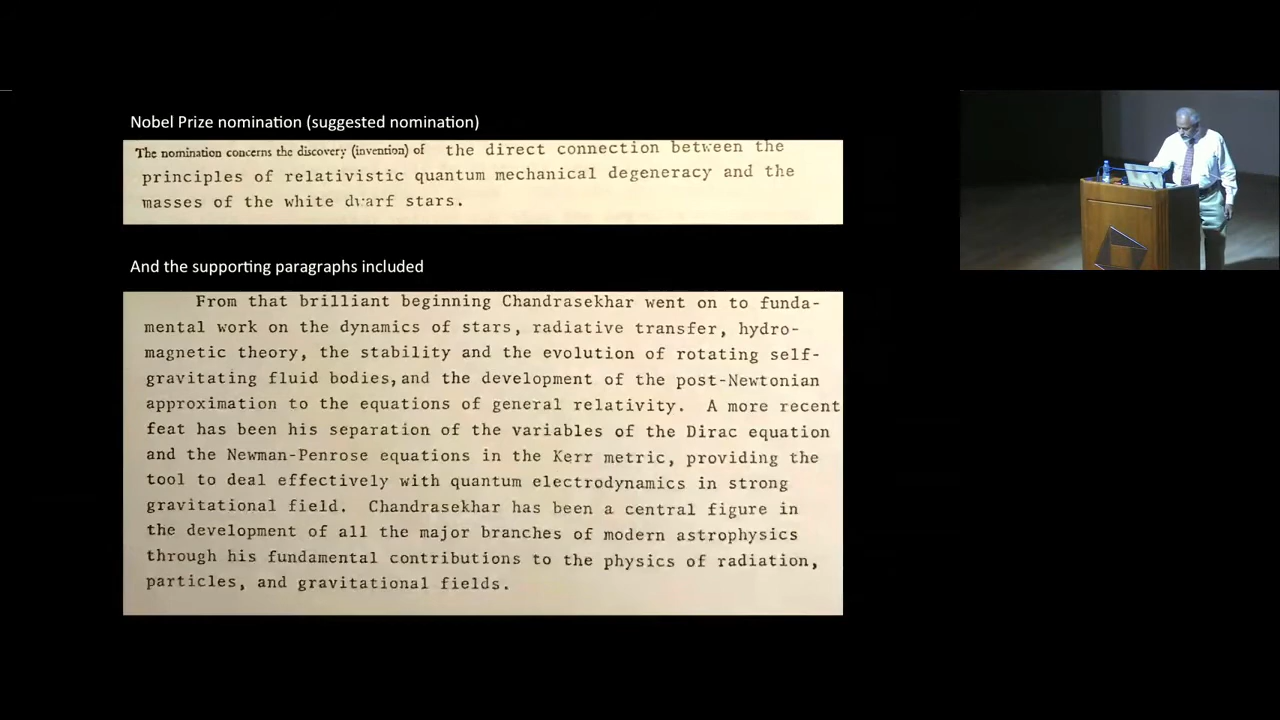 Nobel Prize nomination (suggested nomination)
The nomination concerns the discovery (invention) of the direct connection between the
principles of relativistic quantum mechanical degeneracy and the
masses of the white dwarf stars.
And the supporting paragraphs included
From that brilliant beginning Chandrasekhar went on to funda-
mental work on the dynamics of stars, radiative transfer, hydro-
magnetic theory, the stability and the evolution of rotating self-
gravitating fluid bodies, and the development of the post-Newtonian
approximation to the equations of general relativity. A more recent
feat has been his separation of the variables of the Dirac equation
and the Newman-Penrose equations in the Kerr metric, providing the
tool to deal effectively with quantum electrodynamics in strong
gravitational field. Chandrasekhar has been a central figure in
the development of all the major branches of modern astrophysics
through his fundamental contributions to the physics of radiation,
particles, and gravitational fields.